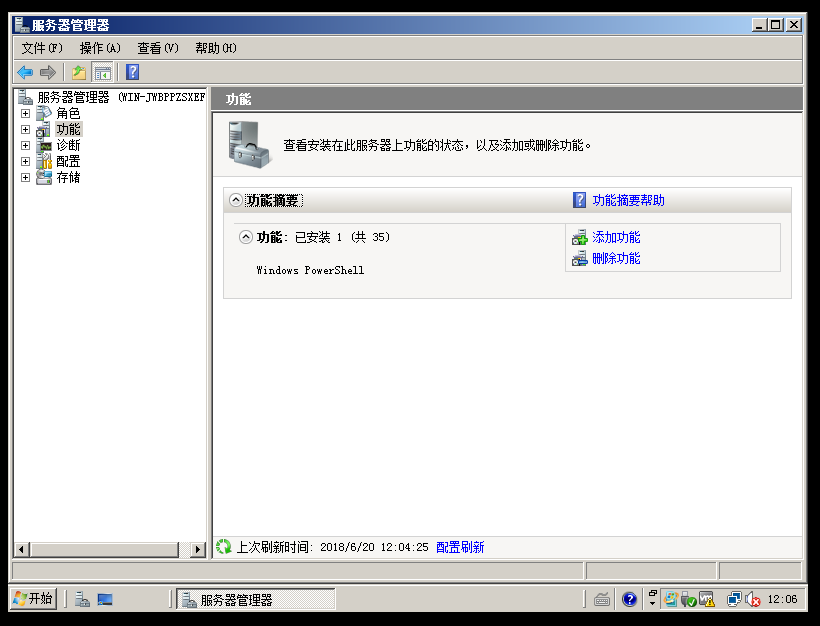 服务器管理器
文件(F) 操作(A) 查看(V) 帮助(H)
服务器管理器 (WIN-JWBPPZSXEF
角色
功能
诊断
配置
存储
功能
查看安装在此服务器上功能的状态，以及添加或删除功能。
功能摘要
功能摘要帮助
功能: 已安装 1 (共 35)
Windows PowerShell
添加功能
删除功能
上次刷新时间: 2018/6/20 12:04:25 配置刷新
开始
服务器管理器
12:06